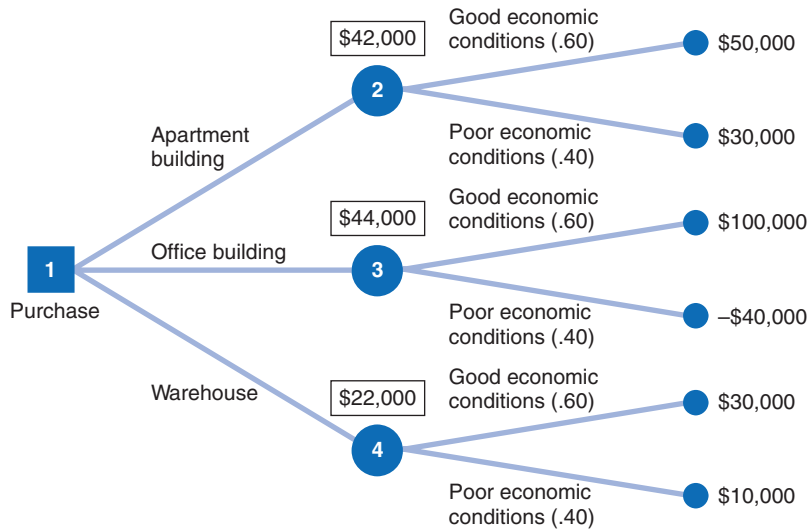 Good economic
conditions (.60)
$42,000
$50,000
2
Poor economic
conditions (.40)
$30,000
Apartment
building
Good economic
conditions (.60)
$44,000
$100,000
Office building
1
3
Purchase
Poor economic
conditions (.40)
–$40,000
Good economic
conditions (.60)
Warehouse
$22,000
$30,000
4
Poor economic
conditions (.40)
$10,000